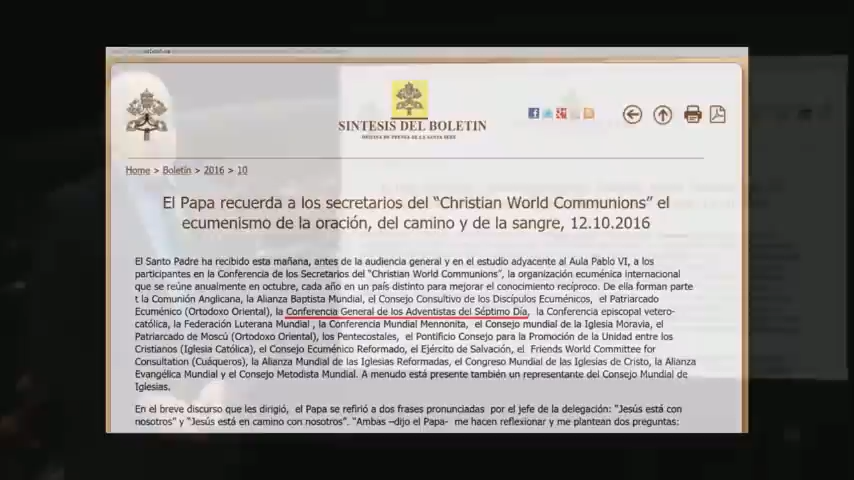 SINTESIS DEL BOLETIN
OFICINA DE PRENSA DE LA SANTA SEDE
Home > Boletín > 2016 > 10
El Papa recuerda a los secretarios del “Christian World Communions” el
ecumenismo de la oración, del camino y de la sangre, 12.10.2016
El Santo Padre ha recibido esta mañana, antes de la audiencia general y en el estudio adyacente al Aula Pablo VI, a los
participantes en la Conferencia de los Secretarios del “Christian World Communions”, la organización ecuménica internacional
que se reúne anualmente en octubre, cada año en un país distinto para mejorar el conocimiento recíproco. De ella forman parte
t la Comunión Anglicana, la Alianza Baptista Mundial, el Consejo Consultivo de los Discípulos Ecuménicos, el Patriarcado
Ecuménico (Ortodoxo Oriental), la Conferencia General de los Adventistas del Séptimo Día, la Conferencia episcopal vetero-
católica, la Federación Luterana Mundial , la Conferencia Mundial Mennonita, el Consejo mundial de la Iglesia Moravia, el
Patriarcado de Moscú (Ortodoxo Oriental), los Pentecostales, el Pontificio Consejo para la Promoción de la Unidad entre los
Cristianos (Iglesia Católica), el Consejo Ecuménico Reformado, el Ejército de Salvación, el Friends World Committee for
Consultation (Cuáqueros), la Alianza Mundial de las Iglesias Reformadas, el Congreso Mundial de las Iglesias de Cristo, la Alianza
Evangélica Mundial y el Consejo Metodista Mundial. A menudo está presente también un representante del Consejo Mundial de
Iglesias.
En el breve discurso que les dirigió, el Papa se refirió a dos frases pronunciadas por el jefe de la delegación: “Jesús está con
nosotros” y “Jesús está en camino con nosotros”. “Ambas –dijo el Papa- me hacen reflexionar y me plantean dos preguntas: